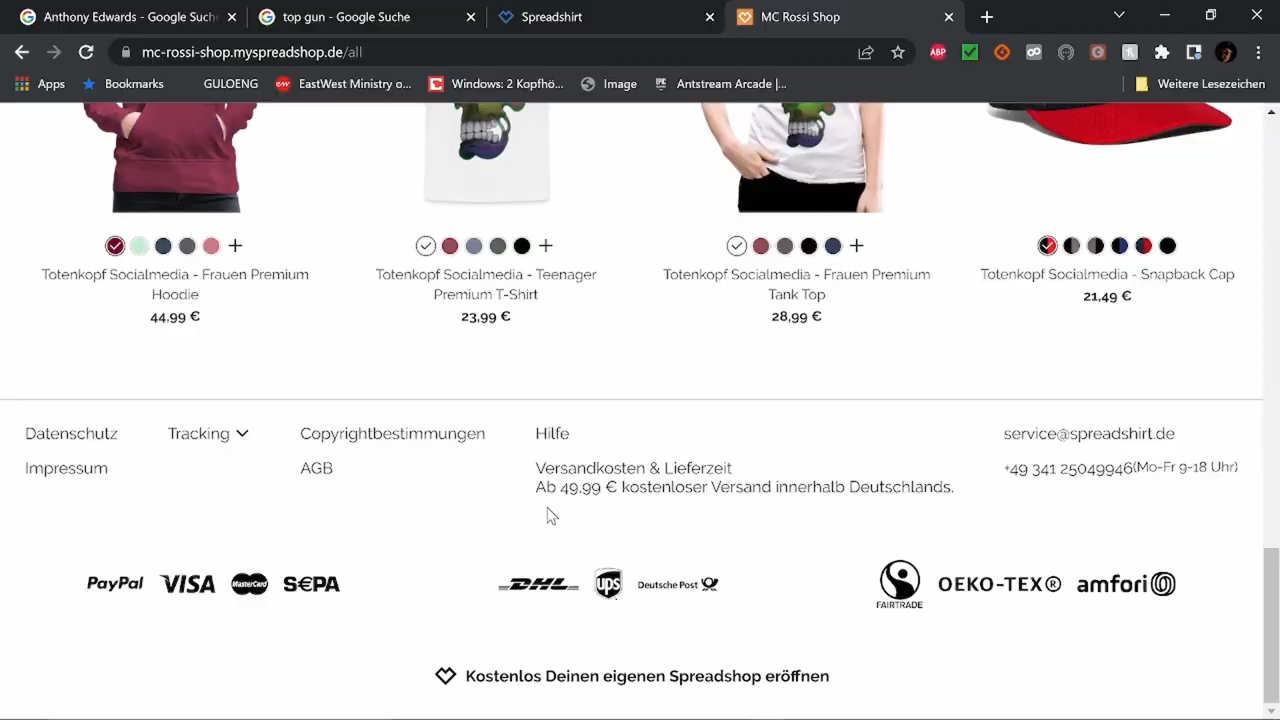 Anthony Edwards - Google Suche
top gun - Google Suche
Spreadshirt
MC Rossi Shop
mc-rossi-shop.myspreadshop.de/all
ABP
Apps
Bookmarks
GULOENG
EastWest Ministry o...
Windows: 2 Kopfho...
Image
Antstream Arcade |...
Weitere Lesezeichen
Totenkopf Socialmedia - Frauen Premium
Hoodie
44,99 €
Totenkopf Socialmedia - Teenager
Premium T-Shirt
23,99 €
Totenkopf Socialmedia - Frauen Premium
Tank Top
28,99 €
Totenkopf Socialmedia - Snapback Cap
21,49 €
Datenschutz
Tracking
Copyrightbestimmungen
Hilfe
service@spreadshirt.de
Impressum
AGB
Versandkosten & Lieferzeit
Ab 49,99 € kostenloser Versand innerhalb Deutschlands.
+49 341 25049946(Mo-Fr 9-18 Uhr)
PayPal VISA MasterCard S€PA
DHL ups Deutsche Post
FAIRTRADE OEKO-TEX® amfori
Kostenlos Deinen eigenen Spreadshop eröffnen